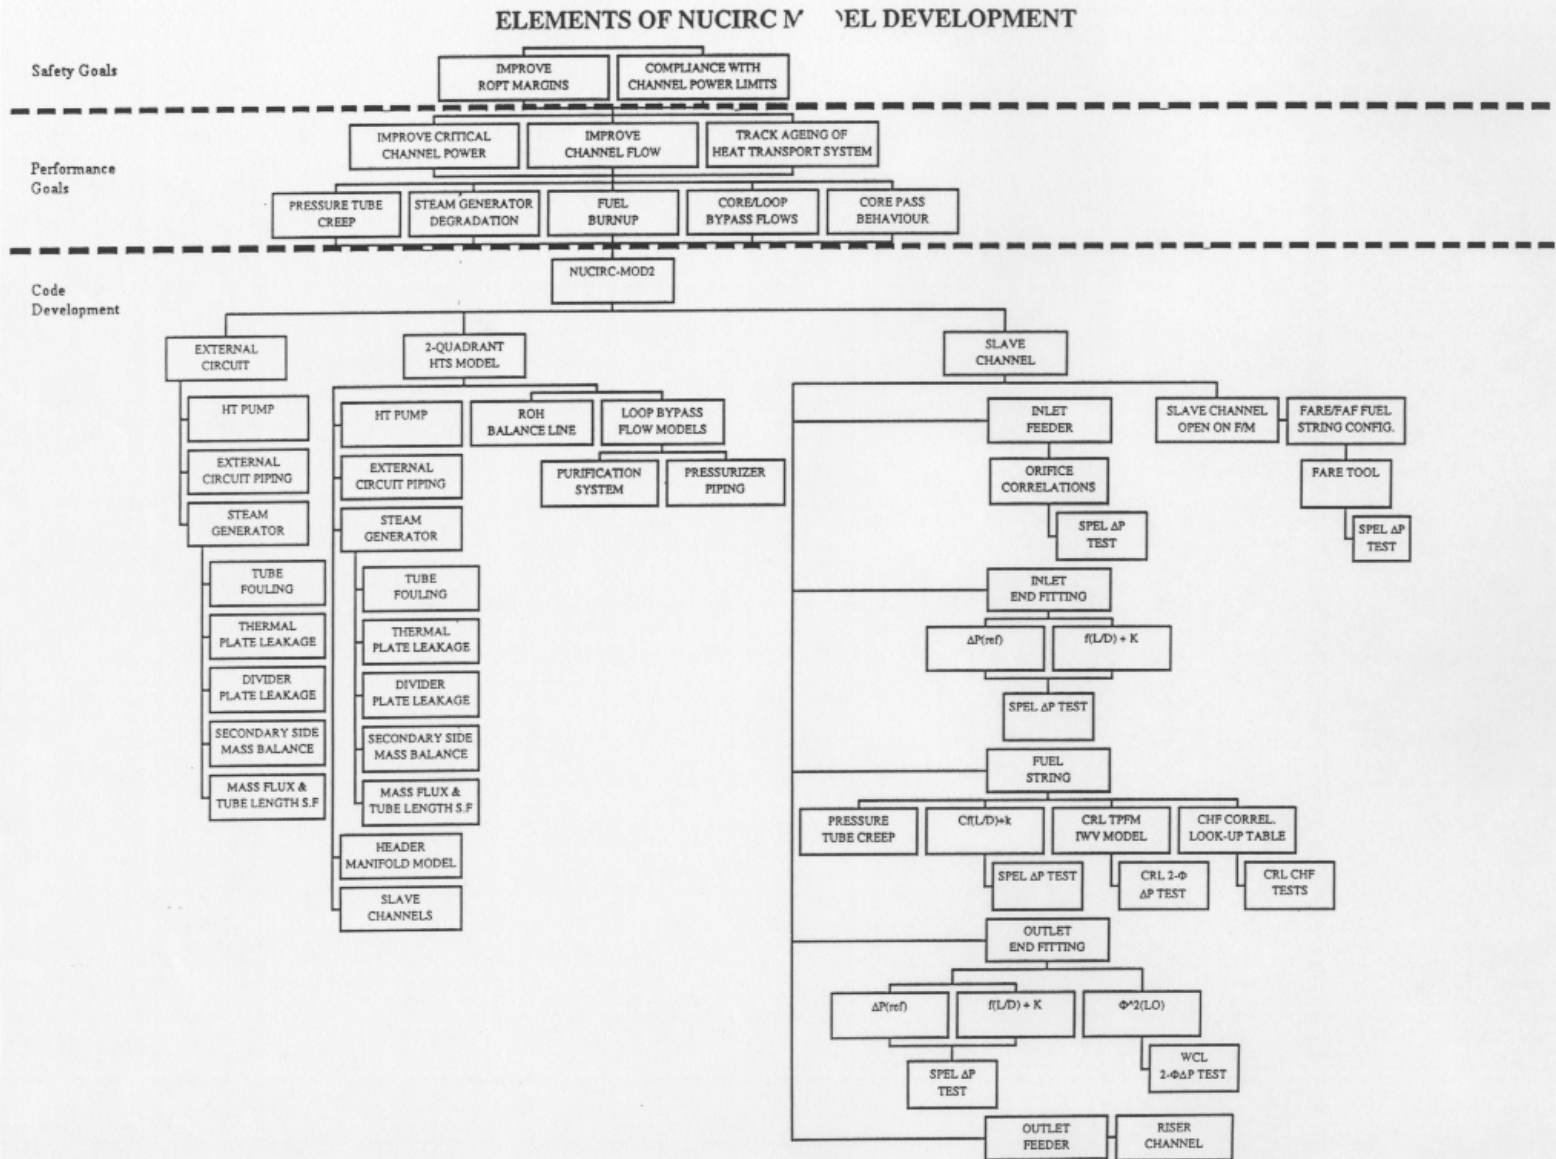 ELEMENTS OF NUCIRC M DEL DEVELOPMENT
Safety Goals
IMPROVE
ROPT MARGINS
COMPLIANCE WITH
CHANNEL POWER LIMITS
Performance
Goals
IMPROVE CRITICAL
CHANNEL POWER
IMPROVE
CHANNEL FLOW
TRACK AGEING OF
HEAT TRANSPORT SYSTEM
PRESSURE TUBE
CREEP
STEAM GENERATOR
DEGRADATION
FUEL
BURNUP
CORE/LOOP
BYPASS FLOWS
CORE PASS
BEHAVIOUR
Code
Development
NUCIRC-MOD2
EXTERNAL
CIRCUIT
HT PUMP
EXTERNAL
CIRCUIT PIPING
STEAM
GENERATOR
TUBE
FOULING
THERMAL
PLATE LEAKAGE
DIVIDER
PLATE LEAKAGE
SECONDARY SIDE
MASS BALANCE
MASS FLUX &
TUBE LENGTH S.F
2-QUADRANT
HTS MODEL
HT PUMP
EXTERNAL
CIRCUIT PIPING
STEAM
GENERATOR
TUBE
FOULING
THERMAL
PLATE LEAKAGE
DIVIDER
PLATE LEAKAGE
SECONDARY SIDE
MASS BALANCE
MASS FLUX &
TUBE LENGTH S.F
HEADER
MANIFOLD MODEL
SLAVE
CHANNELS
ROH
BALANCE LINE
LOOP BYPASS
FLOW MODELS
PURIFICATION
SYSTEM
PRESSURIZER
PIPING
SLAVE
CHANNEL
INLET
FEEDER
ORIFICE
CORRELATIONS
SPEL ΔP
TEST
SLAVE CHANNEL
OPEN ON F/M
FARE/FAF FUEL
STRING CONFIG.
FARE TOOL
SPEL ΔP
TEST
INLET
END FITTING
ΔP(ref)
f(L/D) + K
SPEL ΔP TEST
FUEL
STRING
PRESSURE
TUBE CREEP
Cf(L/D)+k
CRL TPFM
IWV MODEL
CHF CORREL.
LOOK-UP TABLE
SPEL ΔP TEST
CRL 2-Φ
ΔP TEST
CRL CHF
TESTS
OUTLET
END FITTING
ΔP(ref)
f(L/D) + K
Φ^2(LO)
SPEL ΔP
TEST
WCL
2-ΦΔP TEST
OUTLET
FEEDER
RISER
CHANNEL